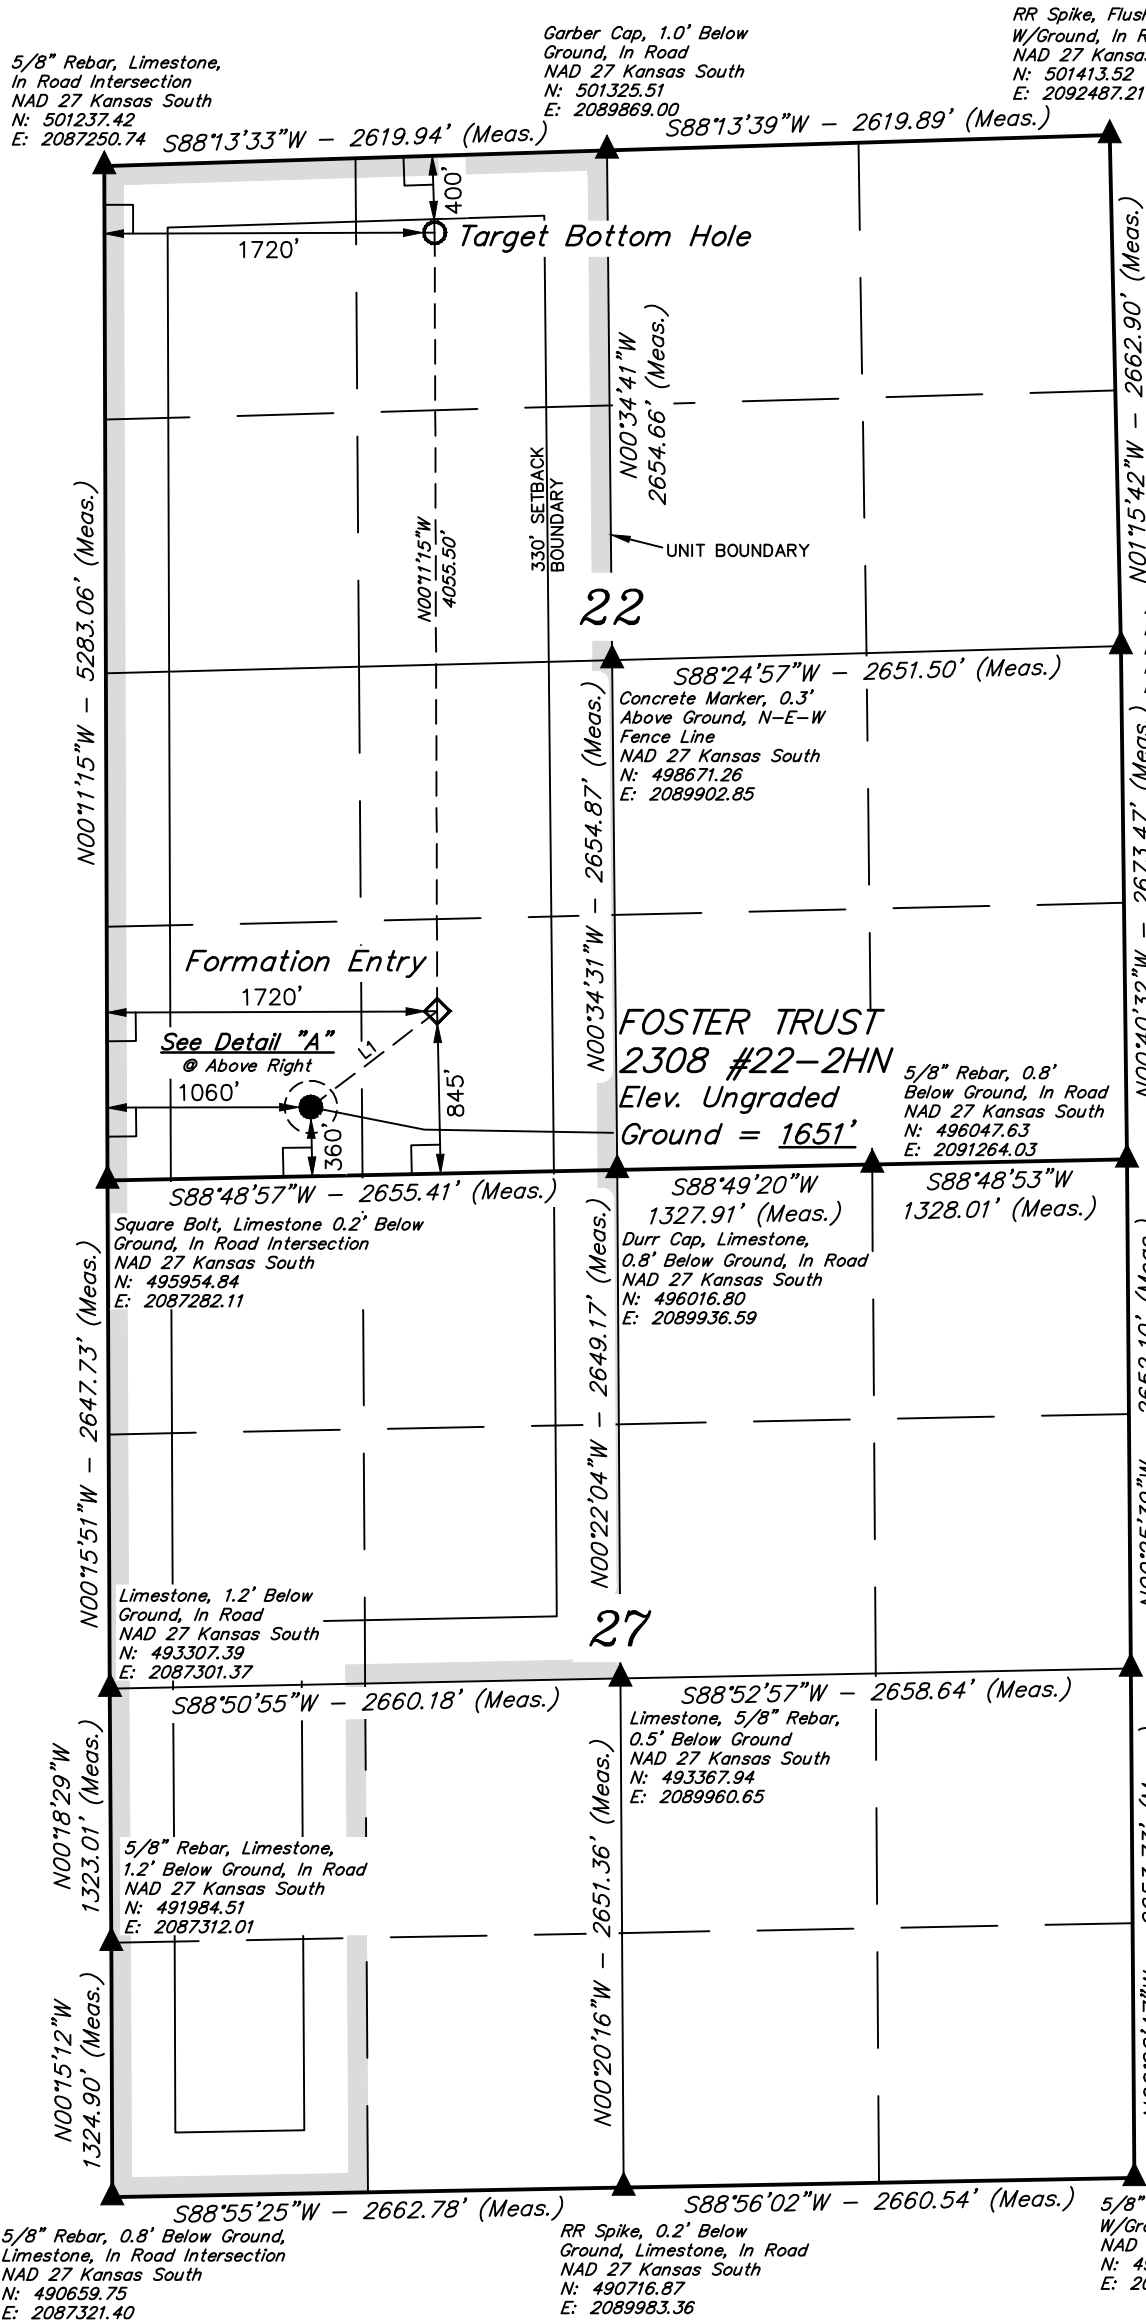 5/8" Rebar, Limestone,
In Road Intersection
NAD 27 Kansas South
N: 501237.42
E: 2087250.74
Garber Cap, 1.0' Below
Ground, In Road
NAD 27 Kansas South
N: 501325.51
E: 2089869.00
RR Spike, Flush
W/Ground, In
NAD 27 Kansas
N: 501413.52
E: 2092487.21
S88°13'33"W - 2619.94' (Meas.)
S88°13'39"W - 2619.89' (Meas.)
400'
1720'
Target Bottom Hole
N01°15'42"W - 2662.90' (Meas.)
N00°34'41"W
2654.66' (Meas.)
330' SETBACK
BOUNDARY
N00°11'15"W
4055.50'
N00°11'15"W - 5283.06' (Meas.)
UNIT BOUNDARY
22
S88°24'57"W - 2651.50' (Meas.)
Concrete Marker, 0.3'
Above Ground, N-E-W
Fence Line
NAD 27 Kansas South
N: 498671.26
E: 2089902.85
N00°34'31"W - 2654.87' (Meas.)
N00°40'32"W - 2673.47' (Meas.)
Formation Entry
1720'
See Detail "A"
@ Above Right
L1
1060'
360'
845'
FOSTER TRUST
2308 #22-2HN
Elev. Ungraded
Ground = 1651'
5/8" Rebar, 0.8'
Below Ground, In Road
NAD 27 Kansas South
N: 496047.63
E: 2091264.03
S88°48'57"W - 2655.41' (Meas.)
S88°49'20"W
1327.91' (Meas.)
S88°48'53"W
1328.01' (Meas.)
Square Bolt, Limestone 0.2' Below
Ground, In Road Intersection
NAD 27 Kansas South
N: 495954.84
E: 2087282.11
Durr Cap, Limestone,
0.8' Below Ground, In Road
NAD 27 Kansas South
N: 496016.80
E: 2089936.59
N00°15'51"W - 2647.73' (Meas.)
N00°22'04"W - 2649.17' (Meas.)
Limestone, 1.2' Below
Ground, In Road
NAD 27 Kansas South
N: 493307.39
E: 2087301.37
27
S88°50'55"W - 2660.18' (Meas.)
S88°52'57"W - 2658.64' (Meas.)
Limestone, 5/8" Rebar,
0.5' Below Ground
NAD 27 Kansas South
N: 493367.94
E: 2089960.65
N00°18'29"W
1323.01' (Meas.)
5/8" Rebar, Limestone,
1.2' Below Ground, In Road
NAD 27 Kansas South
N: 491984.51
E: 2087312.01
N00°20'16"W - 2651.36' (Meas.)
N00°15'12"W
1324.90' (Meas.)
S88°55'25"W - 2662.78' (Meas.)
S88°56'02"W - 2660.54' (Meas.)
5/8" Rebar, 0.8' Below Ground,
Limestone, In Road Intersection
NAD 27 Kansas South
N: 490659.75
E: 2087321.40
RR Spike, 0.2' Below
Ground, Limestone, In Road
NAD 27 Kansas South
N: 490716.87
E: 2089983.36
5/8"
NAD